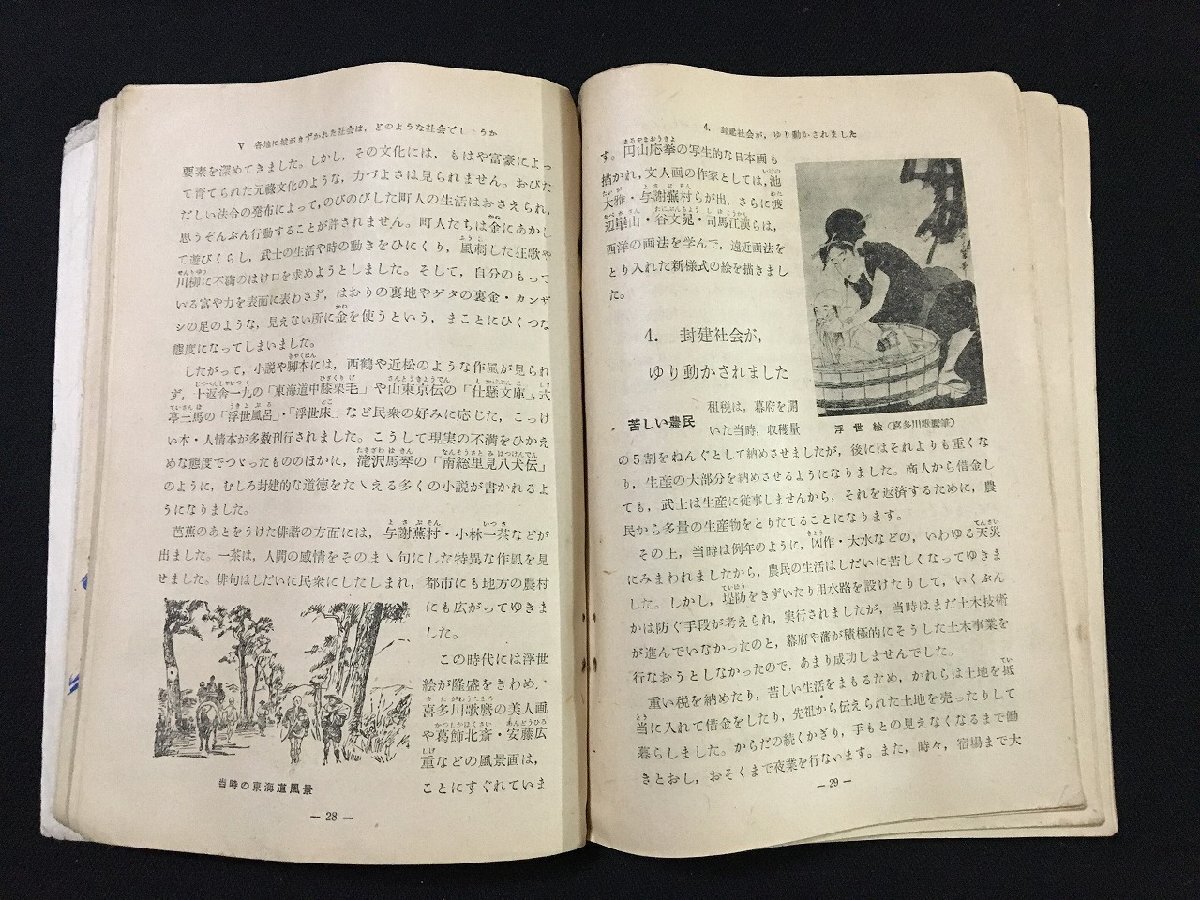 Ⅴ 各地に城がきずかれた社会は，どのような社会でしょうか
要素を深めてきました。しかし，その文化には，もはや富豪によっ
て育てられた元祿文化のような，力づよさは見られません。おびた
だしい法令の発布によって，のびのびした町人の生活はおさえられ，
思うぞんぶん行動することが許されません。町人たちは金にあかし
て遊びくらし，武士の生活や時の動きをひにくり，風刺した狂歌や
川柳に不満のはけ口を求めようとしました。そして，自分のもって
いる富や力を表面に表わさず，はおりの裏地やゲタの裏金・カンザ
シの足のような，見えない所に金を使うという，まことにひくつな
態度になってしまいました。
したがって，小説や脚本には，西鶴や近松のような作風が見られ
ず，十返舎一九の「東海道中膝栗毛」や山東京伝の「仕懸文庫」，式
亭三馬の「浮世風呂」・「浮世床」など民衆の好みに応じた，こっけ
い本・人情本が多数刊行されました。こうして現実の不満をひかえ
めな態度でつづったもののほかに，滝沢馬琴の「南総里見八犬伝」
のように，むしろ封建的な道徳をたゝえる多くの小説が書かれるよ
うになりました。
芭蕉のあとをうけた俳諧の方面には，与謝蕪村・小林一茶などが
出ました。一茶は，人間の感情をそのまゝ句にした特異な作風を見
せました。俳句はしだいに民衆にしたしまれ，都市にも地方の農村
にも広がってゆきま
した。
この時代には浮世
絵が隆盛をきわめ，
喜多川歌麿の美人画
や葛飾北斎・安藤広
重などの風景画は，
ことにすぐれていま
当時の東海道風景
— 28 —
4. 封建社会が，ゆり動かされました
す。円山応挙の写生的な日本画も
描かれ，文人画の作家としては，池
大雅・与謝蕪村らが出，さらに渡
辺崋山・谷文晁・司馬江漢らは，
西洋の画法を学んで，遠近画法を
とり入れた新様式の絵を描きまし
た。
浮世絵（喜多川歌麿筆）
4. 封建社会が，
ゆり動かされました
苦しい農民
租税は，幕府を開
いた当時，収穫量
の5割をねんぐとして納めさせましたが，後にはそれよりも重くな
り，生産の大部分を納めさせるようになりました。商人から借金し
ても，武士は生産に従事しませんから，それを返済するために，農
民から多量の生産物をとりたてることになります。
その上，当時は例年のように，凶作・大水などの，いわゆる天災
にみまわれましたから，農民の生活はしだいに苦しくなってゆきま
した。しかし，堤防をきずいたり用水路を設けたりして，いくぶん
かは防ぐ手段が考えられ，実行されましたが，当時はまだ土木技術
が進んでいなかったのと，幕府や藩が積極的にそうした土木事業を
行なおうとしなかったので，あまり成功しませんでした。
重い税を納めたり，苦しい生活をまもるため，かれらは土地を抵
当に入れて借金をしたり，先祖から伝えられた土地を売ったりして
暮らしました。からだの続くかぎり，手もとの見えなくなるまで働
きとおし，おそくまで夜業を行ないます。また，時々，宿場まで大
— 29 —